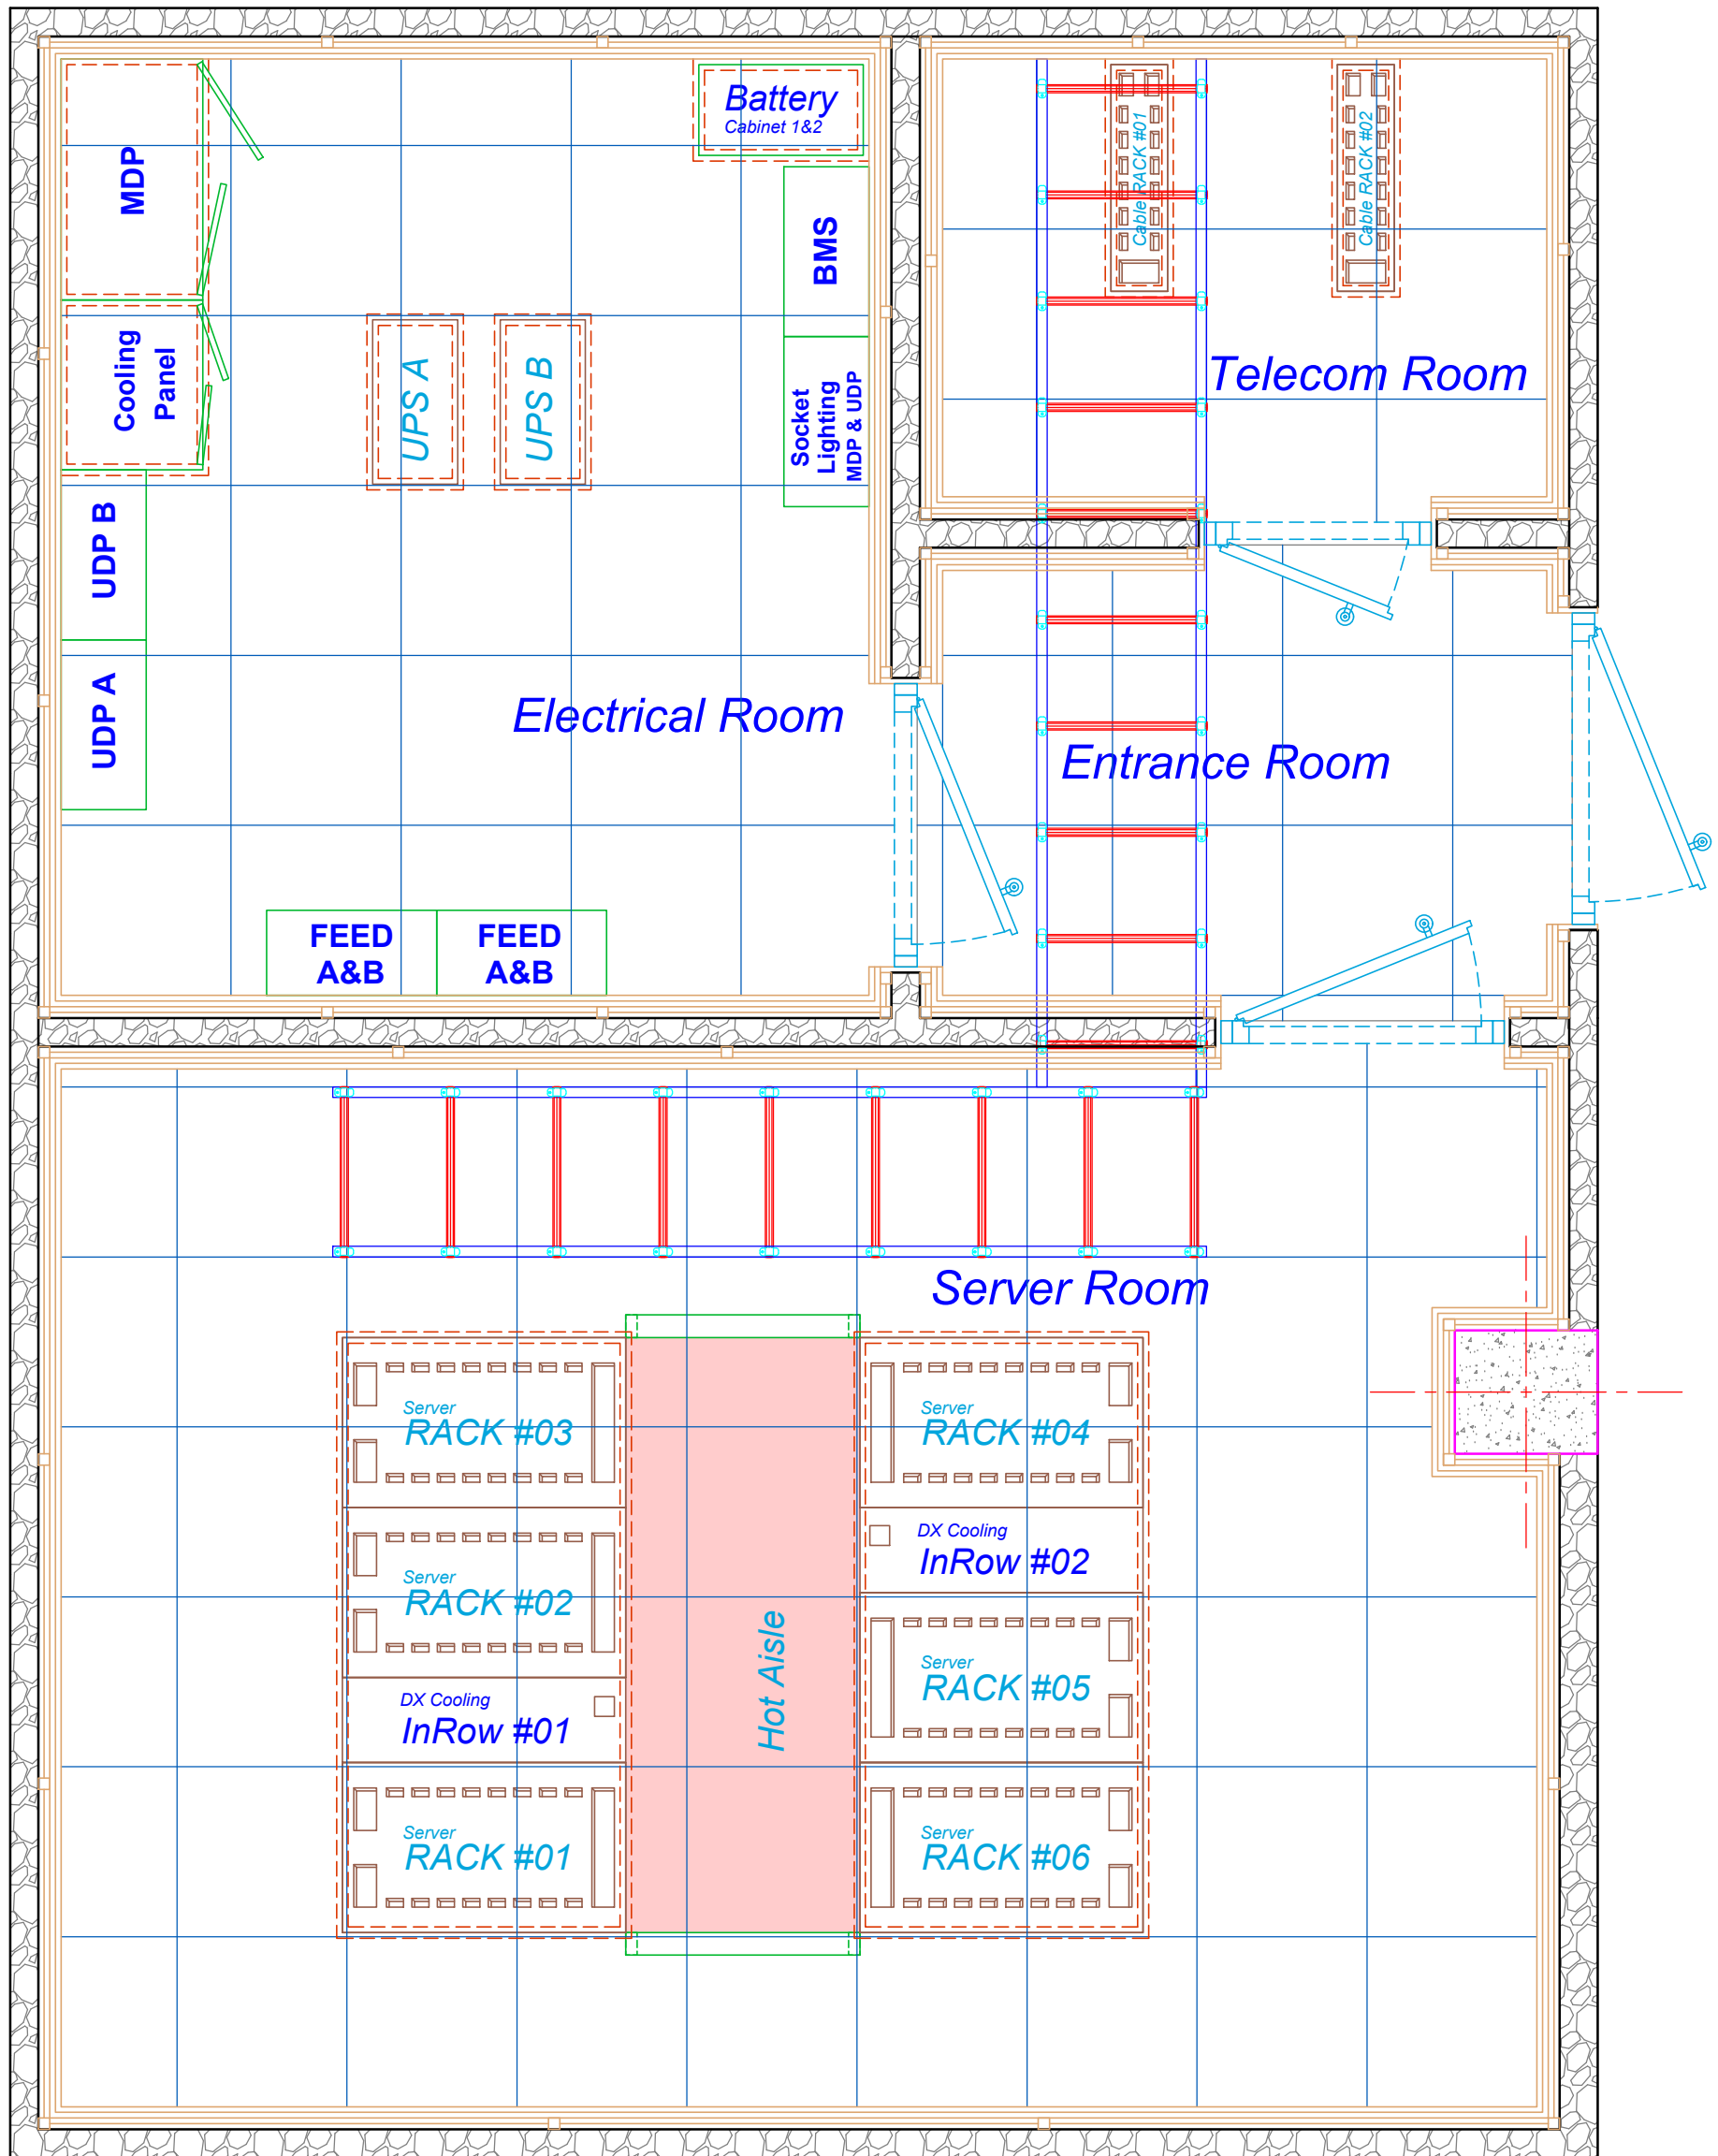 Battery
Cabinet 1&2
MDP
BMS
Cable RACK #01
Cable RACK #02
Cooling
Panel
UPS A
UPS B
Socket
Lighting
MDP & UDP
Telecom Room
UDP B
UDP A
Electrical Room
Entrance Room
FEED
A&B
FEED
A&B
Server Room
Server
RACK #03
Server
RACK #04
Server
RACK #02
DX Cooling
InRow #02
Hot Aisle
DX Cooling
InRow #01
Server
RACK #05
Server
RACK #01
Server
RACK #06